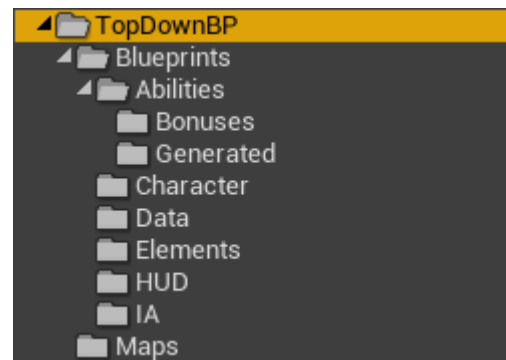 TopDownBP
Blueprints
Abilities
Bonuses
Generated
Character
Data
Elements
HUD
IA
Maps